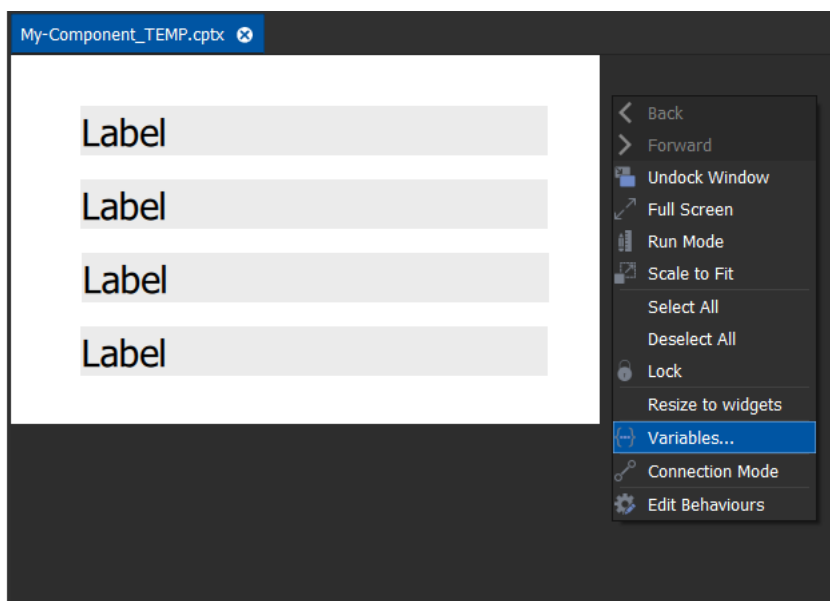 My-Component_TEMP.cptx
Label
Label
Label
Label
Back
Forward
Undock Window
Full Screen
Run Mode
Scale to Fit
Select All
Deselect All
Lock
Resize to widgets
Variables...
Connection Mode
Edit Behaviours